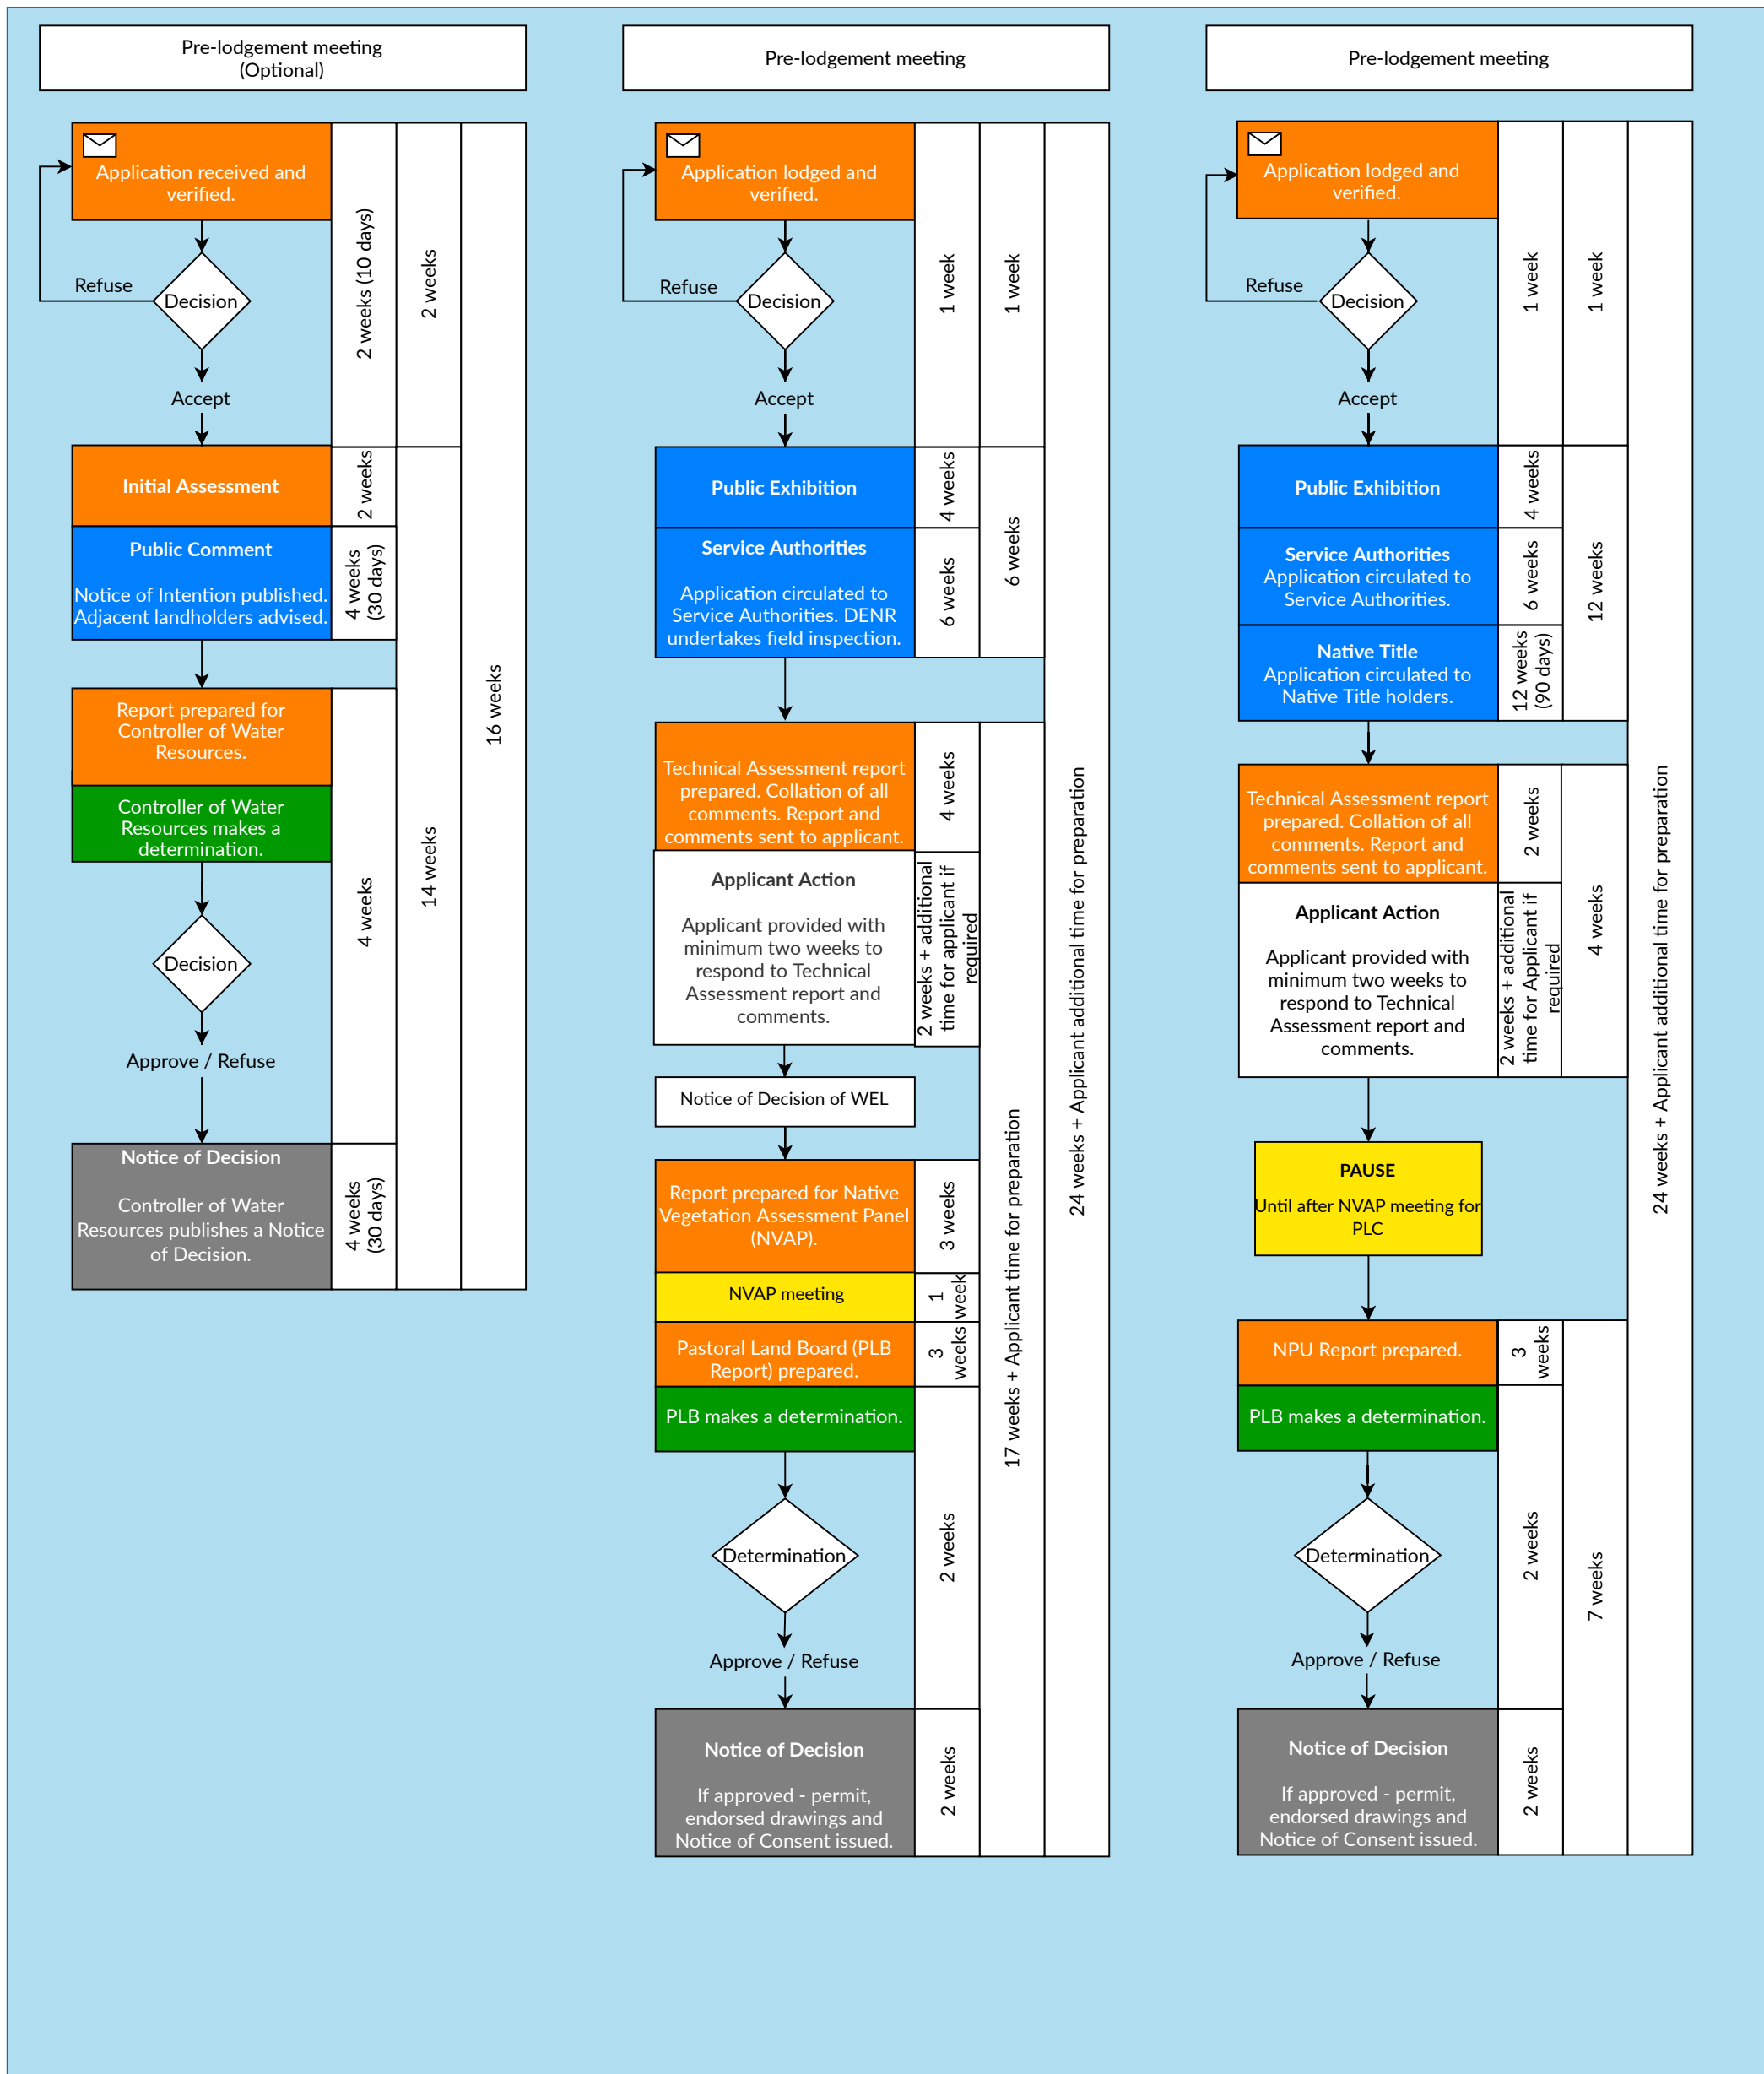 Pre-lodgement meeting
(Optional)
Application received and
verified.
Refuse
Decision
Accept
2 weeks (10 days)
2 weeks
16 weeks
Initial Assessment
2 weeks
Public Comment
Notice of Intention published.
Adjacent landholders advised.
4 weeks
(30 days)
14 weeks
Report prepared for
Controller of Water
Resources.
Controller of Water
Resources makes a
determination.
4 weeks
Decision
Approve / Refuse
Notice of Decision
Controller of Water
Resources publishes a Notice
of Decision.
4 weeks
(30 days)
Pre-lodgement meeting
Application lodged and
verified.
Refuse
Decision
Accept
1 week
1 week
24 weeks + Applicant additional time for preparation
Public Exhibition
4 weeks
Service Authorities
Application circulated to
Service Authorities. DENR
undertakes field inspection.
6 weeks
6 weeks
Technical Assessment report
prepared. Collation of all
comments. Report and
comments sent to applicant.
4 weeks
Applicant Action
Applicant provided with
minimum two weeks to
respond to Technical
Assessment report and
comments.
2 weeks + additional
time for applicant if
required
17 weeks + Applicant time for preparation
Notice of Decision of WEL
Report prepared for Native
Vegetation Assessment Panel
(NVAP).
3 weeks
NVAP meeting
1
week
Pastoral Land Board (PLB
Report) prepared.
3
weeks
PLB makes a determination.
2 weeks
Determination
Approve / Refuse
Notice of Decision
If approved - permit,
endorsed drawings and
Notice of Consent issued.
2 weeks
Pre-lodgement meeting
Application lodged and
verified.
Refuse
Decision
Accept
1 week
1 week
24 weeks + Applicant additional time for preparation
Public Exhibition
4 weeks
Service Authorities
Application circulated to
Service Authorities.
6 weeks
12 weeks
Native Title
Application circulated to
Native Title holders.
12 weeks
(90 days)
Technical Assessment report
prepared. Collation of all
comments. Report and
comments sent to applicant.
2 weeks
Applicant Action
Applicant provided with
minimum two weeks to
respond to Technical
Assessment report and
comments.
2 weeks + additional
time for Applicant if
required
4 weeks
PAUSE
Until after NVAP meeting for
PLC
NPU Report prepared.
3
weeks
PLB makes a determination.
2 weeks
7 weeks
Determination
Approve / Refuse
Notice of Decision
If approved - permit,
endorsed drawings and
Notice of Consent issued.
2 weeks